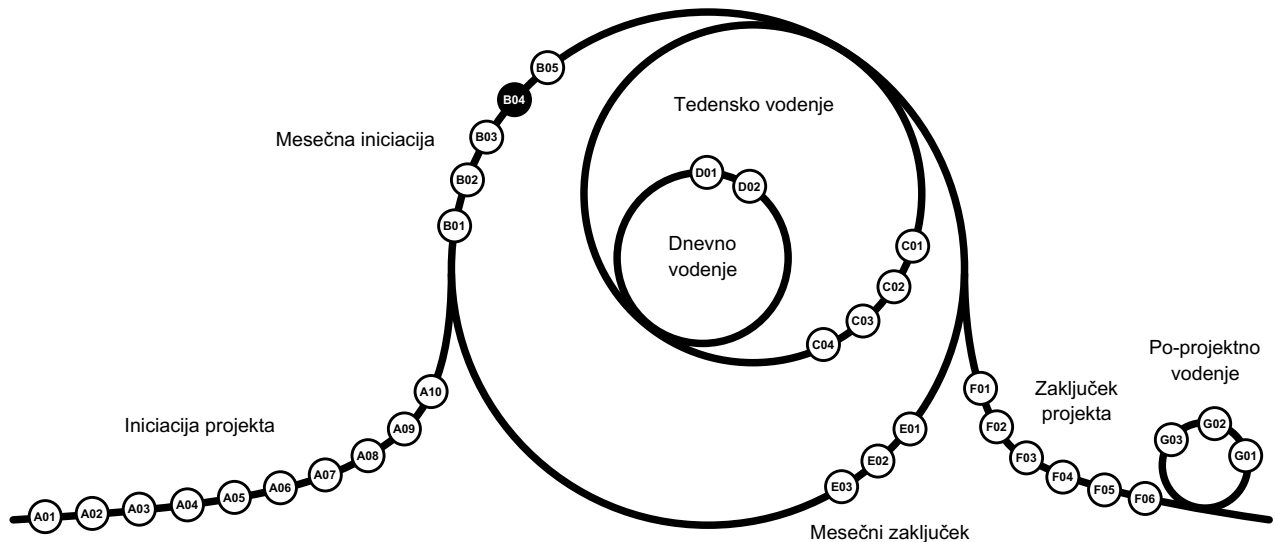 Iniciacija projekta
A01
A02
A03
A04
A05
A06
A07
A08
A09
A10
Mesečna iniciacija
B01
B02
B03
B04
B05
Tedensko vodenje
C01
C02
C03
C04
Dnevno
vodenje
D01
D02
Mesečni zaključek
E01
E02
E03
Zaključek
projekta
F01
F02
F03
F04
F05
F06
Po-projektno
vodenje
G01
G02
G03